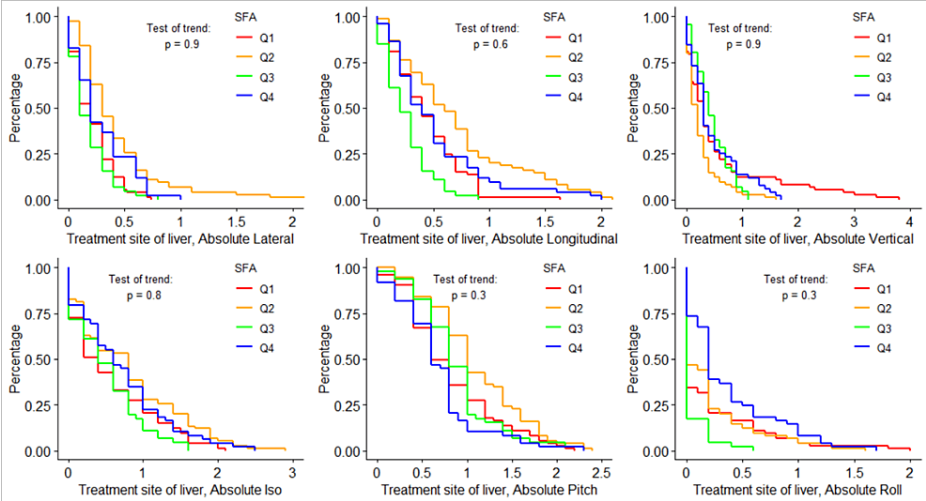 Percentage
1.00
0.75
0.50
0.25
0.00
Test of trend:
p = 0.9
SFA
Q1
Q2
Q3
Q4
0.0 0.5 1.0 1.5 2
Treatment site of liver, Absolute Lateral
Percentage
1.00
0.75
0.50
0.25
0.00
Test of trend:
p = 0.6
SFA
Q1
Q2
Q3
Q4
0.0 0.5 1.0 1.5 2.0
Treatment site of liver, Absolute Longitudinal
Percentage
1.00
0.75
0.50
0.25
0.00
Test of trend:
p = 0.9
SFA
Q1
Q2
Q3
Q4
0 1 2 3 4
Treatment site of liver, Absolute Vertical
Percentage
1.00
0.75
0.50
0.25
0.00
Test of trend:
p = 0.8
SFA
Q1
Q2
Q3
Q4
0 1 2 3
Treatment site of liver, Absolute Iso
Percentage
1.00
0.75
0.50
0.25
0.00
Test of trend:
p = 0.3
SFA
Q1
Q2
Q3
Q4
0.0 0.5 1.0 1.5 2.0 2.5
Treatment site of liver, Absolute Pitch
Percentage
1.00
0.75
0.50
0.25
0.00
Test of trend:
p = 0.3
SFA
Q1
Q2
Q3
Q4
0 0.5 1.0 1.5 2.0
Treatment site of liver, Absolute Roll